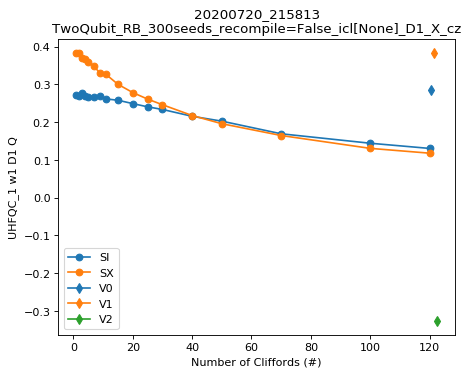 20200720_215813
TwoQubit_RB_300seeds_recompile=False_icl[None]_D1_X_cz
UHFQC_1 w1 D1 Q
0.4
0.3
0.2
0.1
0.0
−0.1
−0.2
−0.3
SI
SX
V0
V1
V2
0 20 40 60 80 100 120
Number of Cliffords (#)